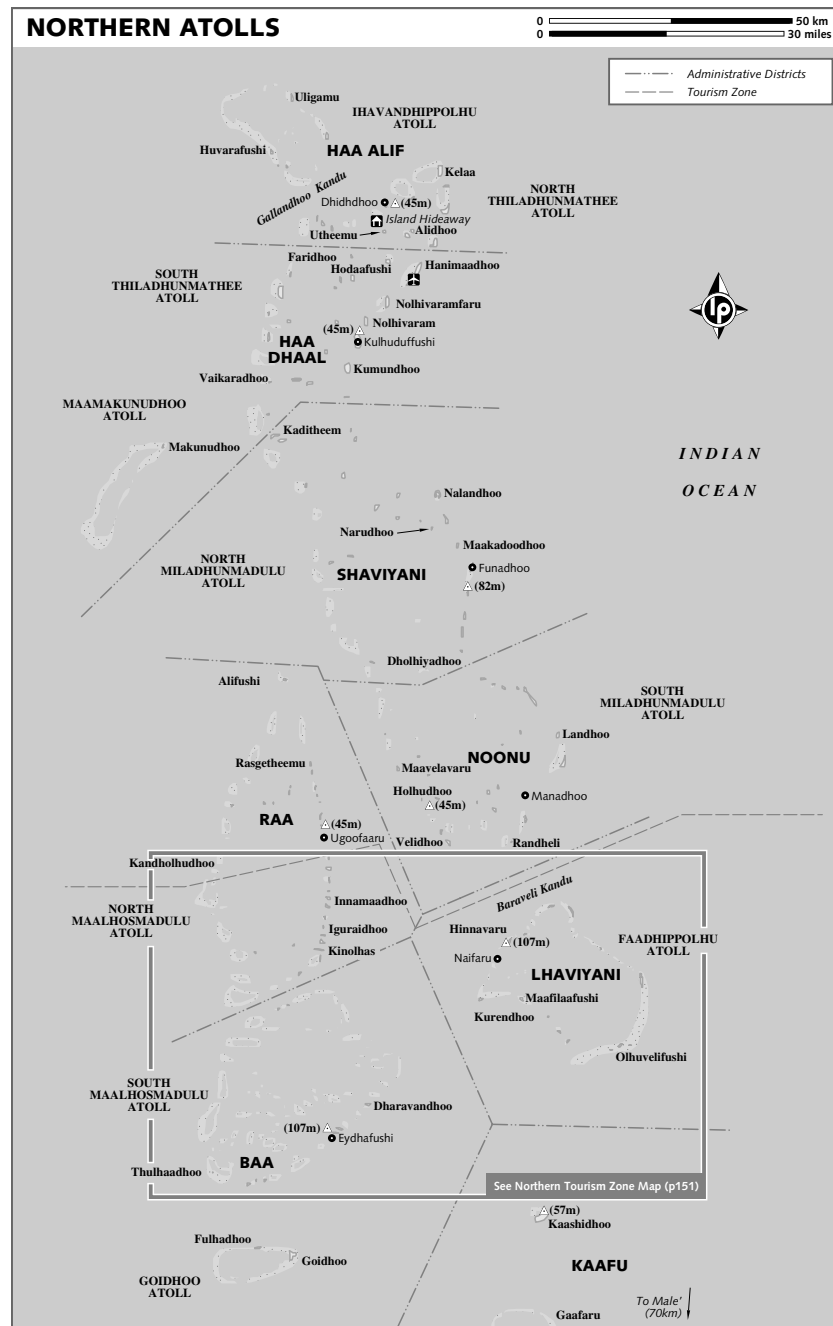 NORTHERN ATOLLS
0 50 km
0 30 miles
Administrative Districts
Tourism Zone
Uligamu
IHAVANDHIPPOLHU
ATOLL
Huvarafushi
HAA ALIF
Kelaa
Gallandhoo Kandu
Dhidhdhoo
(45m)
NORTH
THILADHUNMATHEE
ATOLL
Island Hideaway
Utheemu
Alidhoo
Faridhoo
Hodaafushi
Hanimaadhoo
SOUTH
THILADHUNMATHEE
ATOLL
Nolhivaramfaru
lp
(45m)
Nolhivaram
HAA
DHAAL
Kulhuduffushi
Vaikaradhoo
Kumundhoo
MAAMAKUNUDHOO
ATOLL
Kaditheem
Makunudhoo
INDIAN
OCEAN
Nalandhoo
Narudhoo
Maakadoodhoo
NORTH
MILADHUNMADULU
ATOLL
SHAVIYANI
Funadhoo
(82m)
Dholhiyadhoo
Alifushi
SOUTH
MILADHUNMADULU
ATOLL
Landhoo
Rasgetheemu
Maavelavaru
NOONU
Holhudhoo
(45m)
Manadhoo
RAA
(45m)
Ugoofaaru
Velidhoo
Randheli
Kandholhudhoo
Baraveli Kandu
NORTH
MAALHOSMADULU
ATOLL
Innamaadhoo
Iguraidhoo
Kinolhas
Hinnavaru
(107m)
Naifaru
FAADHIPPOLHU
ATOLL
LHAVIYANI
Maafilaafushi
Kurendhoo
Olhuvelifushi
SOUTH
MAALHOSMADULU
ATOLL
Dharavandhoo
(107m)
Eydhafushi
Thulhaadhoo
BAA
See Northern Tourism Zone Map (p151)
(57m)
Kaashidhoo
Fulhadhoo
Goidhoo
GOIDHOO
ATOLL
KAAFU
To Male'
(70km)
Gaafaru